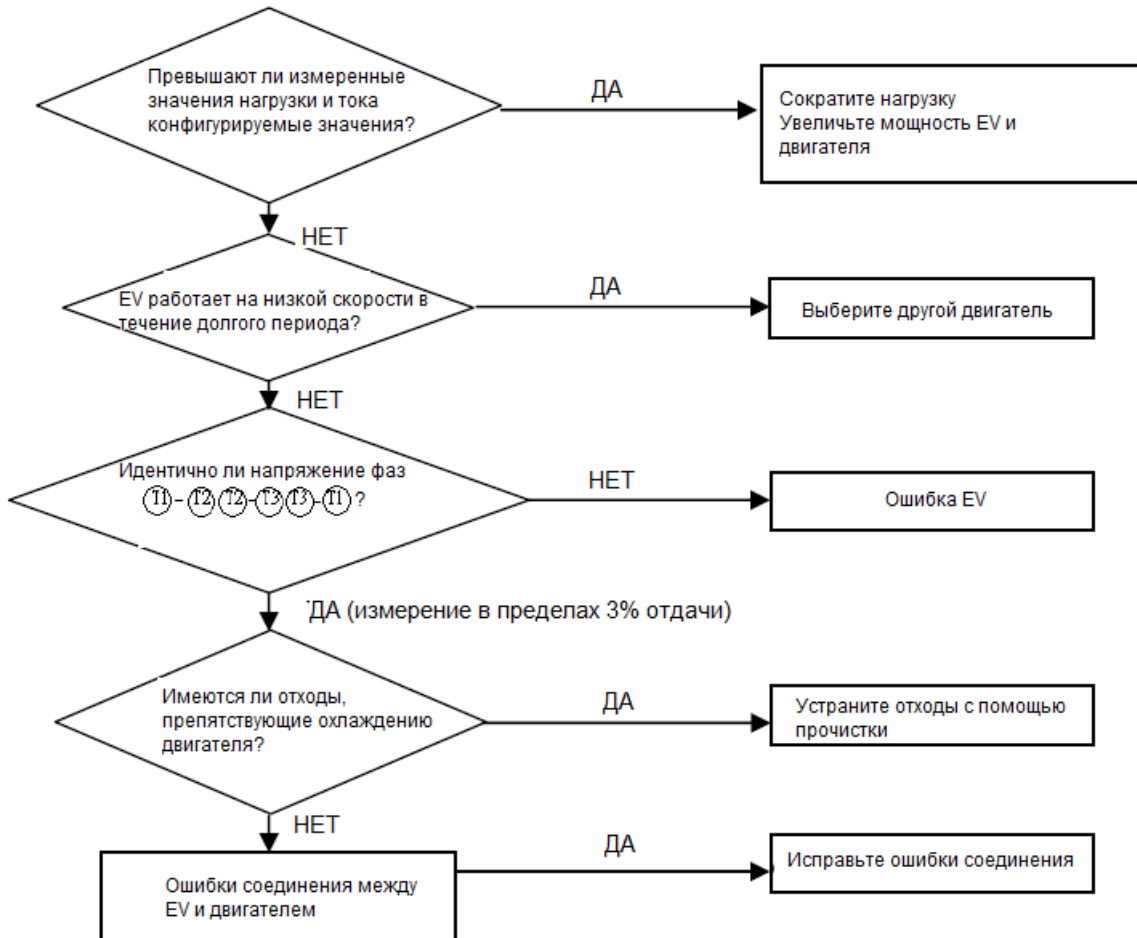 Превышают ли измеренные
значения нагрузки и тока
конфигурируемые значения?
ДА
Сократите нагрузку
Увеличьте мощность EV и
двигателя
НЕТ
EV работает на низкой скорости в
течение долгого периода?
ДА
Выберите другой двигатель
НЕТ
Идентично ли напряжение фаз
T1-T2 T2-T3 T3-T1 ?
НЕТ
Ошибка EV
ДА (измерение в пределах 3% отдачи)
Имеются ли отходы,
препятствующие охлаждению
двигателя?
ДА
Устраните отходы с помощью
прочистки
НЕТ
Ошибки соединения между
EV и двигателем
ДА
Исправьте ошибки соединения